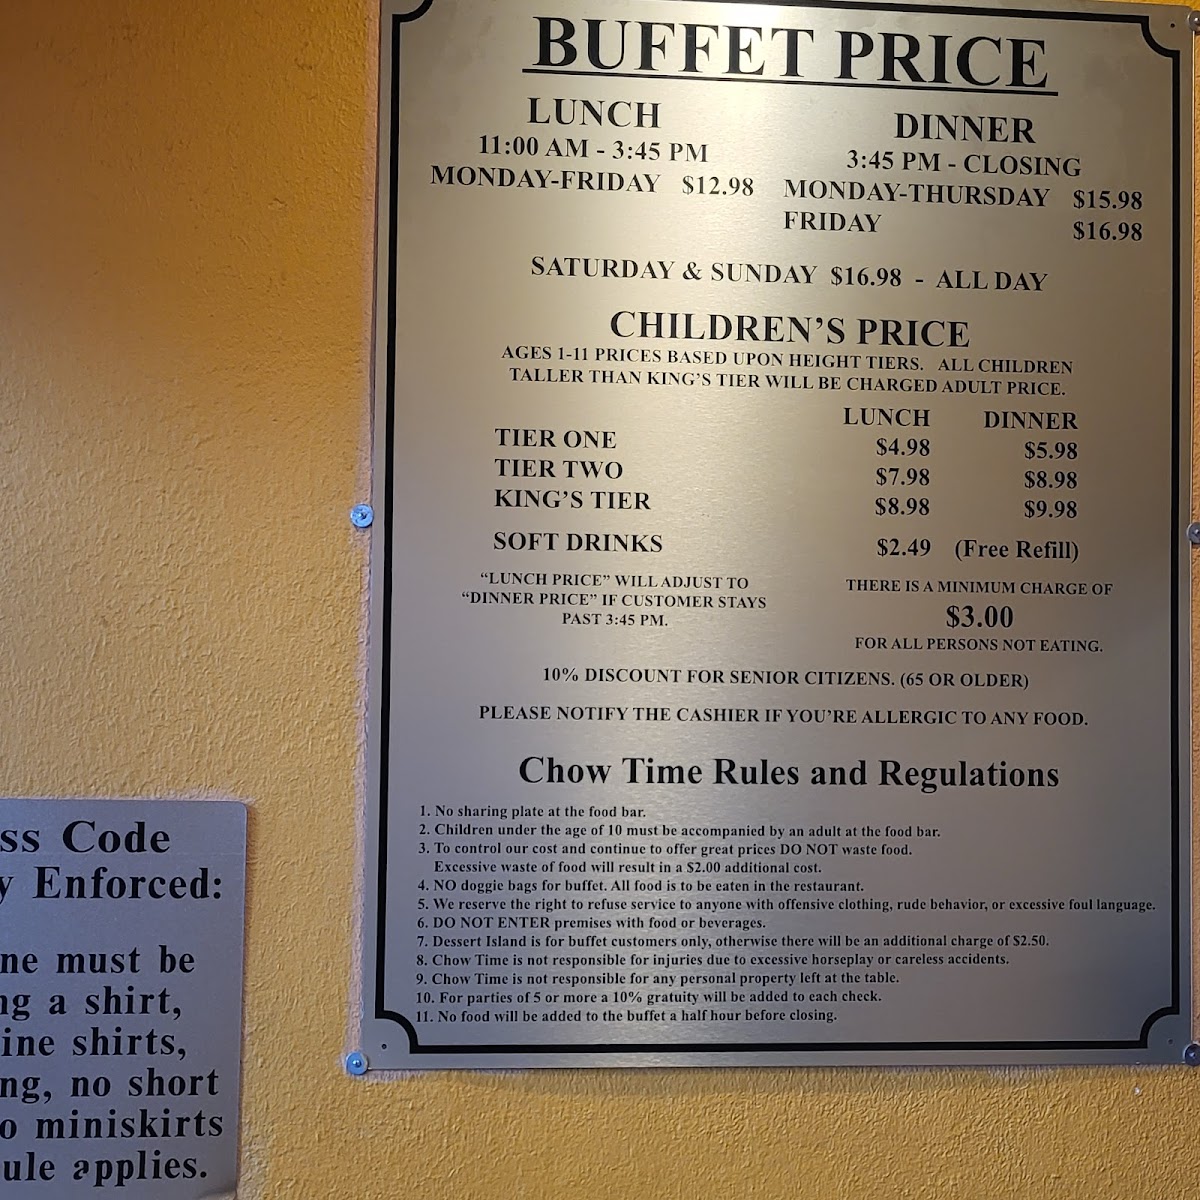 BUFFET PRICE
LUNCH
11:00 AM - 3:45 PM
MONDAY-FRIDAY $12.98
DINNER
3:45 PM - CLOSING
MONDAY-THURSDAY $15.98
FRIDAY $16.98
SATURDAY & SUNDAY $16.98 - ALL DAY
CHILDREN'S PRICE
AGES 1-11 PRICES BASED UPON HEIGHT TIERS. ALL CHILDREN
TALLER THAN KING'S TIER WILL BE CHARGED ADULT PRICE.
LUNCH DINNER
TIER ONE $4.98 $5.98
TIER TWO $7.98 $8.98
KING'S TIER $8.98 $9.98
SOFT DRINKS $2.49 (Free Refill)
"LUNCH PRICE" WILL ADJUST TO
"DINNER PRICE" IF CUSTOMER STAYS
PAST 3:45 PM.
THERE IS A MINIMUM CHARGE OF
$3.00
FOR ALL PERSONS NOT EATING.
10% DISCOUNT FOR SENIOR CITIZENS. (65 OR OLDER)
PLEASE NOTIFY THE CASHIER IF YOU'RE ALLERGIC TO ANY FOOD.
Chow Time Rules and Regulations
1. No sharing plate at the food bar.
2. Children under the age of 10 must be accompanied by an adult at the food bar.
3. To control our cost and continue to offer great prices DO NOT waste food.
Excessive waste of food will result in a $2.00 additional cost.
4. NO doggie bags for buffet. All food is to be eaten in the restaurant.
5. We reserve the right to refuse service to anyone with offensive clothing, rude behavior, or excessive foul language.
6. DO NOT ENTER premises with food or beverages.
7. Dessert Island is for buffet customers only, otherwise there will be an additional charge of $2.50.
8. Chow Time is not responsible for injuries due to excessive horseplay or careless accidents.
9. Chow Time is not responsible for any personal property left at the table.
10. For parties of 5 or more a 10% gratuity will be added to each check.
11. No food will be added to the buffet a half hour before closing.
ss Code
y Enforced:
ne must be
ng a shirt,
ine shirts,
ng, no short
o miniskirts
ule applies.